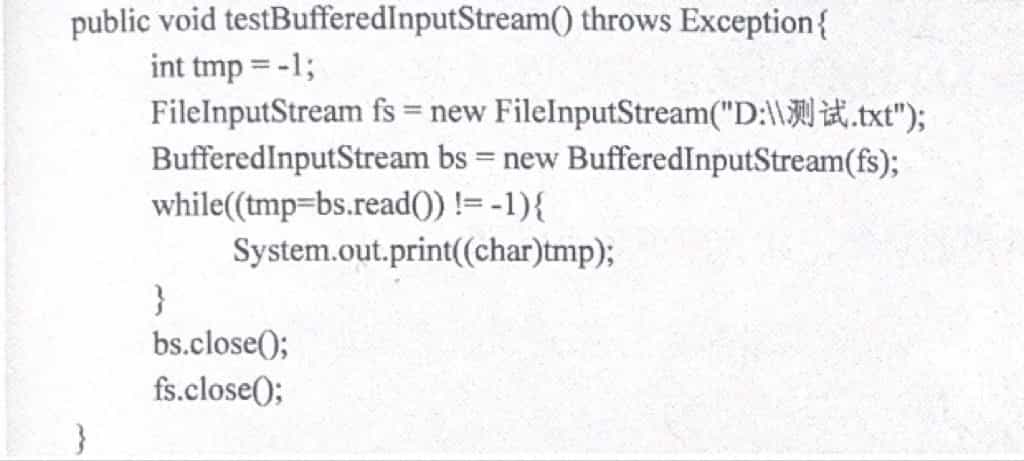 public void testBufferedInputStream() throws Exception{
int tmp = -1;
FileInputStream fs = new FileInputStream("D:\\测试.txt");
BufferedInputStream bs = new BufferedInputStream(fs);
while((tmp=bs.read()) != -1){
System.out.print((char)tmp);
}
bs.close();
fs.close();
}